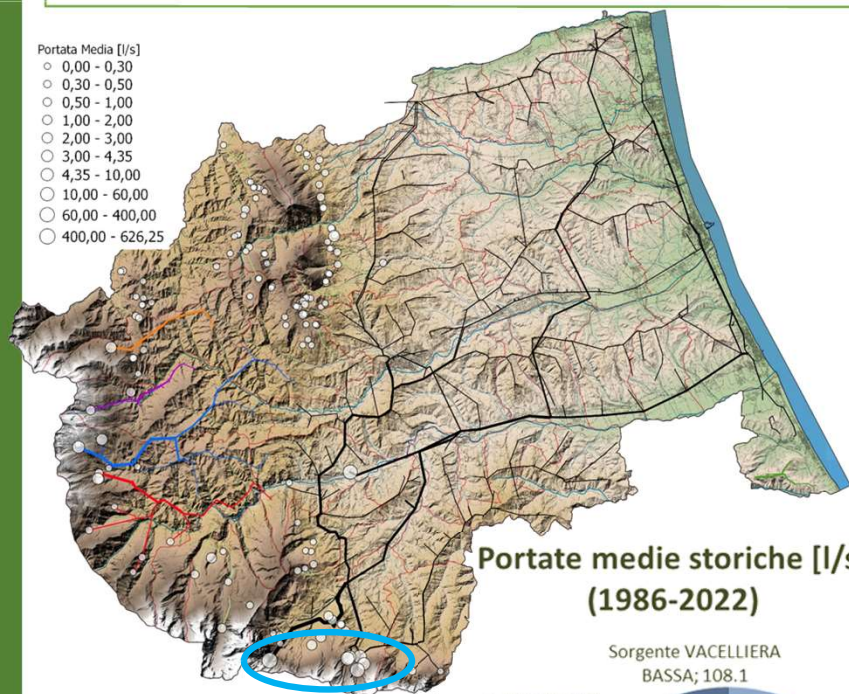 Portata Media [l/s]
0,00 - 0,30
0,30 - 0,50
0,50 - 1,00
1,00 - 2,00
2,00 - 3,00
3,00 - 4,35
4,35 - 10,00
10,00 - 60,00
60,00 - 400,00
400,00 - 626,25
Portate medie storiche [l/s
(1986-2022)
Sorgente VACELLIERA
BASSA; 108.1